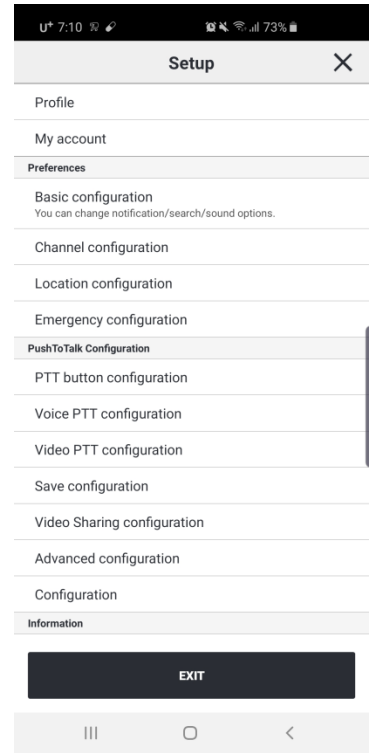 U+ 7:10 73%
Setup
Profile
My account
Preferences
Basic configuration
You can change notification/search/sound options.
Channel configuration
Location configuration
Emergency configuration
PushToTalk Configuration
PTT button configuration
Voice PTT configuration
Video PTT configuration
Save configuration
Video Sharing configuration
Advanced configuration
Configuration
Information
EXIT